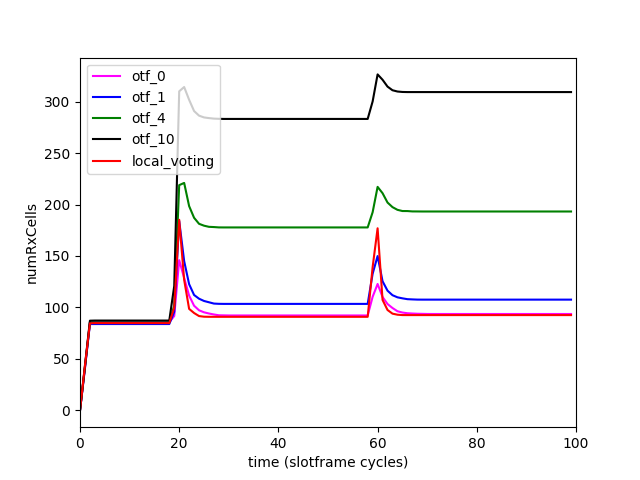 otf_0
otf_1
otf_4
otf_10
local_voting
300
250
200
150
100
50
0
numRxCells
0 20 40 60 80 100
time (slotframe cycles)